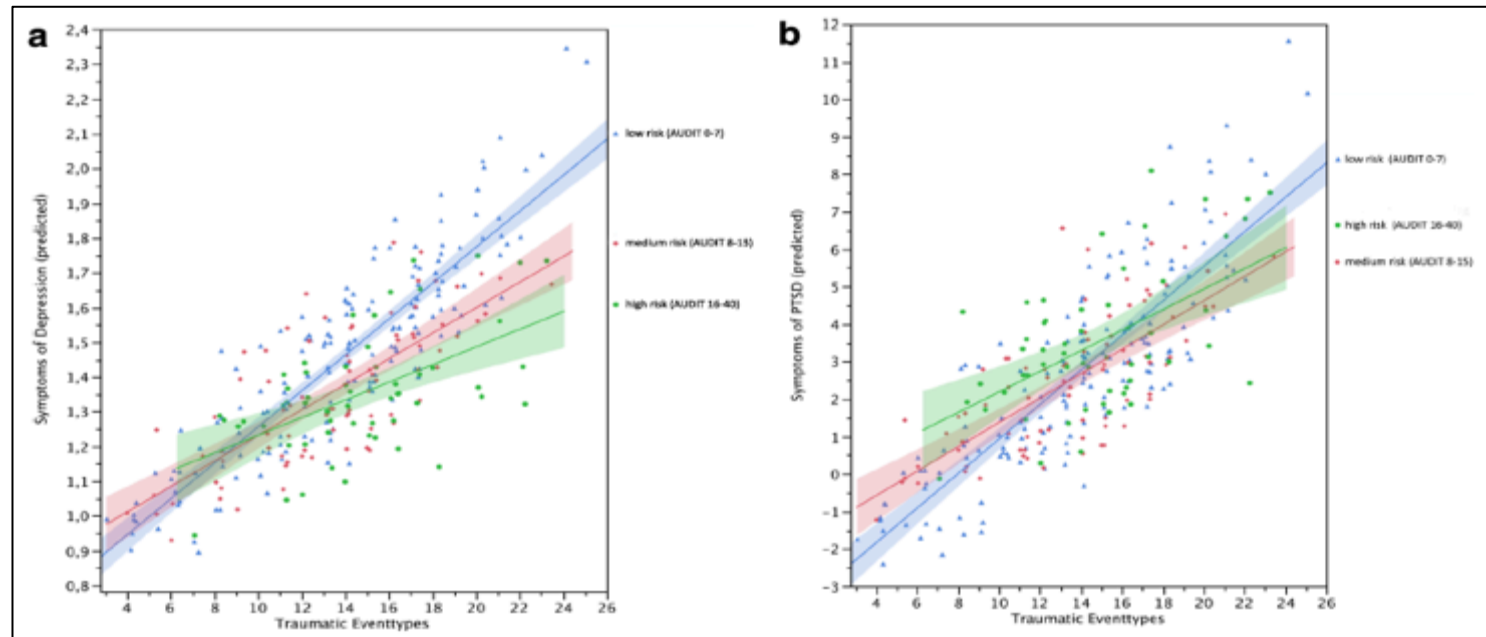 a
2,4
2,3
2,2
2,1
2,0
1,9
1,8
1,7
1,6
1,5
1,4
1,3
1,2
1,1
1,0
0,9
0,8
Symptoms of Depression (predicted)
4 6 8 10 12 14 16 18 20 22 24 26
Traumatic Eventtypes
low risk (AUDIT 0-7)
medium risk (AUDIT 8-15)
high risk (AUDIT 16-40)
b
12
11
10
9
8
7
6
5
4
3
2
1
0
-1
-2
-3
Symptoms of PTSD (predicted)
4 6 8 10 12 14 16 18 20 22 24 26
Traumatic Eventtypes
low risk (AUDIT 0-7)
high risk (AUDIT 16-40)
medium risk (AUDIT 8-15)